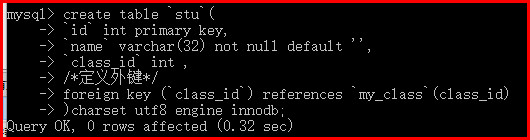 mysql> create table `stu`(
    -> `id` int primary key,
    -> `name` varchar(32) not null default '',
    -> `class_id` int ,
    -> /*定义外键*/
    -> foreign key (`class_id`) references `my_class`(class_id)
    -> )charset utf8 engine innodb;
Query OK, 0 rows affected (0.32 sec)